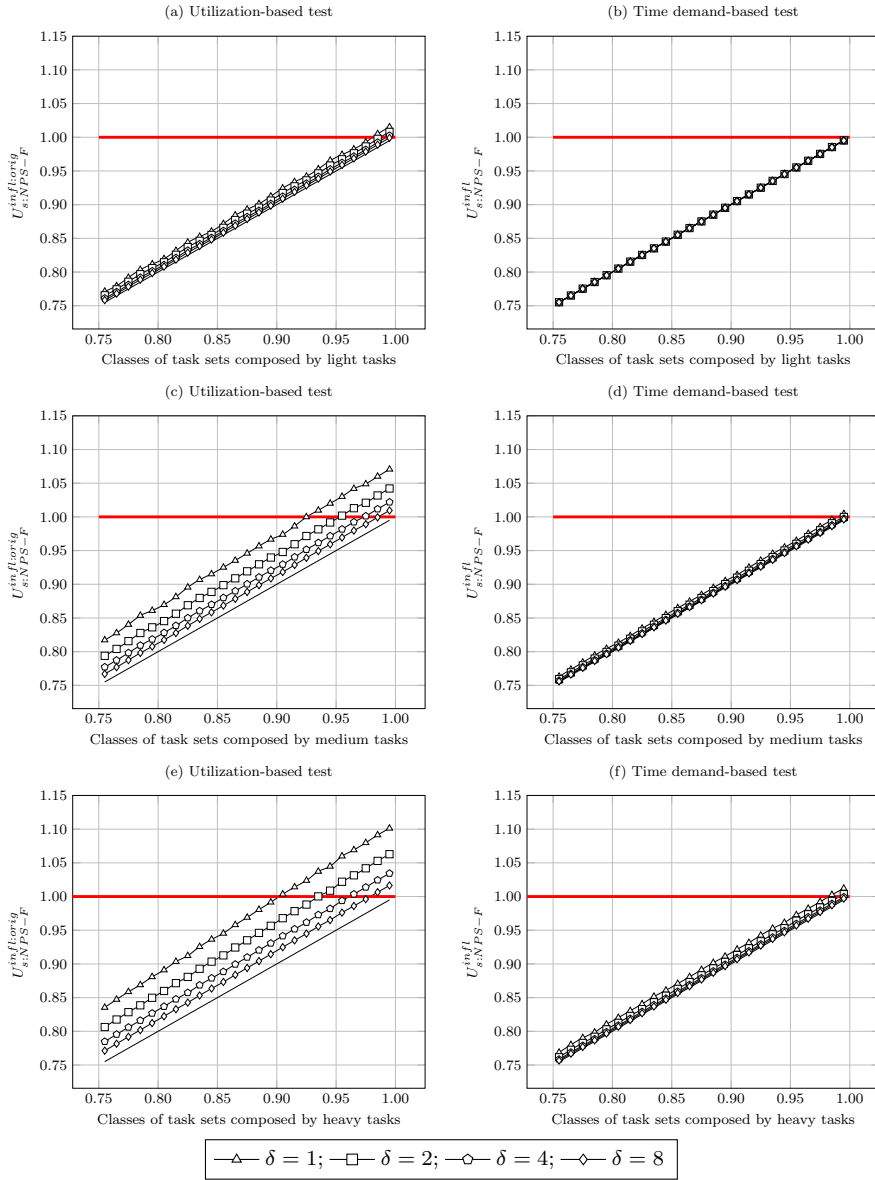 (a) Utilization-based test
(b) Time demand-based test
1.15
1.10
1.05
1.00
0.95
0.90
0.85
0.80
0.75
U^{infl:orig}_{s:NPS−F}
0.75 0.80 0.85 0.90 0.95 1.00
Classes of task sets composed by light tasks
1.15
1.10
1.05
1.00
0.95
0.90
0.85
0.80
0.75
U^{infl}_{s:NPS−F}
0.75 0.80 0.85 0.90 0.95 1.00
Classes of task sets composed by light tasks
(c) Utilization-based test
(d) Time demand-based test
1.15
1.10
1.05
1.00
0.95
0.90
0.85
0.80
0.75
U^{infl:orig}_{s:NPS−F}
0.75 0.80 0.85 0.90 0.95 1.00
Classes of task sets composed by medium tasks
1.15
1.10
1.05
1.00
0.95
0.90
0.85
0.80
0.75
U^{infl}_{s:NPS−F}
0.75 0.80 0.85 0.90 0.95 1.00
Classes of task sets composed by medium tasks
(e) Utilization-based test
(f) Time demand-based test
1.15
1.10
1.05
1.00
0.95
0.90
0.85
0.80
0.75
U^{infl:orig}_{s:NPS−F}
0.75 0.80 0.85 0.90 0.95 1.00
Classes of task sets composed by heavy tasks
1.15
1.10
1.05
1.00
0.95
0.90
0.85
0.80
0.75
U^{infl}_{s:NPS−F}
0.75 0.80 0.85 0.90 0.95 1.00
Classes of task sets composed by heavy tasks
δ = 1; δ = 2; δ = 4; δ = 8